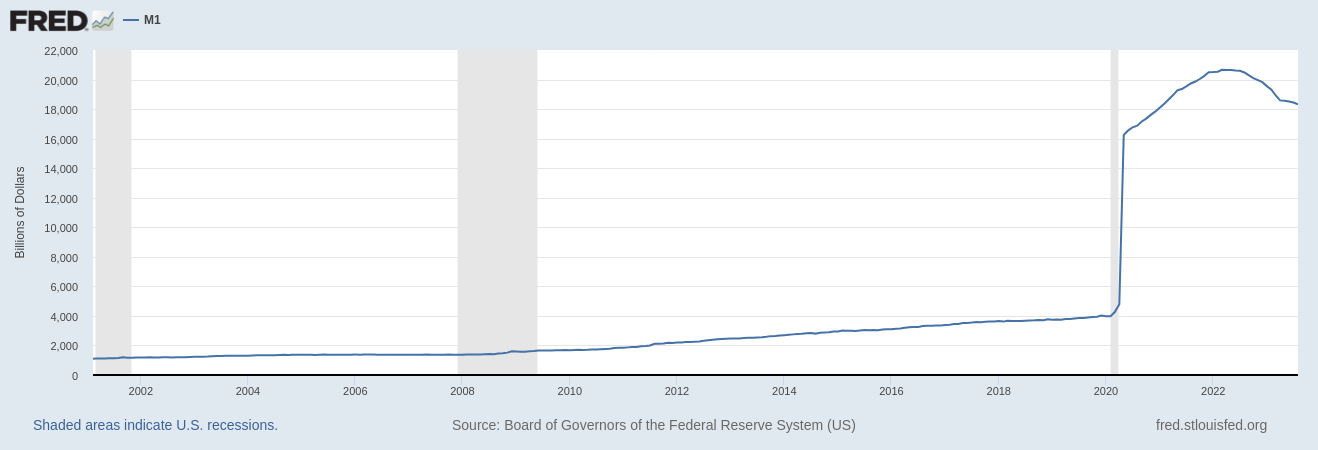 FRED
M1
22,000
20,000
18,000
16,000
14,000
12,000
10,000
8,000
6,000
4,000
2,000
0
Billions of Dollars
2002 2004 2006 2008 2010 2012 2014 2016 2018 2020 2022
Shaded areas indicate U.S. recessions. Source: Board of Governors of the Federal Reserve System (US) fred.stlouisfed.org